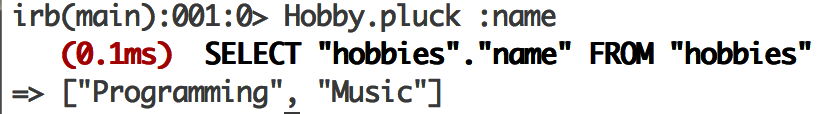 irb(main):001:0> Hobby.pluck :name
(0.1ms) SELECT "hobbies"."name" FROM "hobbies"
=> ["Programming", "Music"]